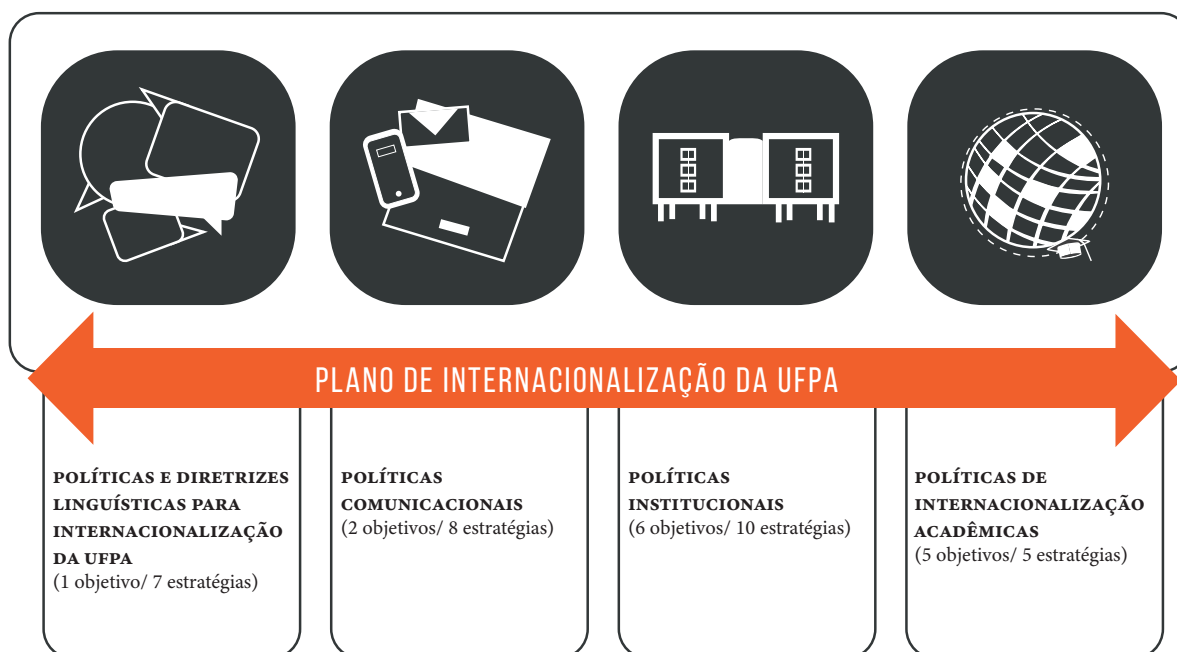 PLANO DE INTERNACIONALIZAÇÃO DA UFPA
POLÍTICAS E DIRETRIZES
LINGUÍSTICAS PARA
INTERNACIONALIZAÇÃO
DA UFPA
(1 objetivo/ 7 estratégias)
POLÍTICAS
COMUNICACIONAIS
(2 objetivos/ 8 estratégias)
POLÍTICAS
INSTITUCIONAIS
(6 objetivos/ 10 estratégias)
POLÍTICAS DE
INTERNACIONALIZAÇÃO
ACADÊMICAS
(5 objetivos/ 5 estratégias)